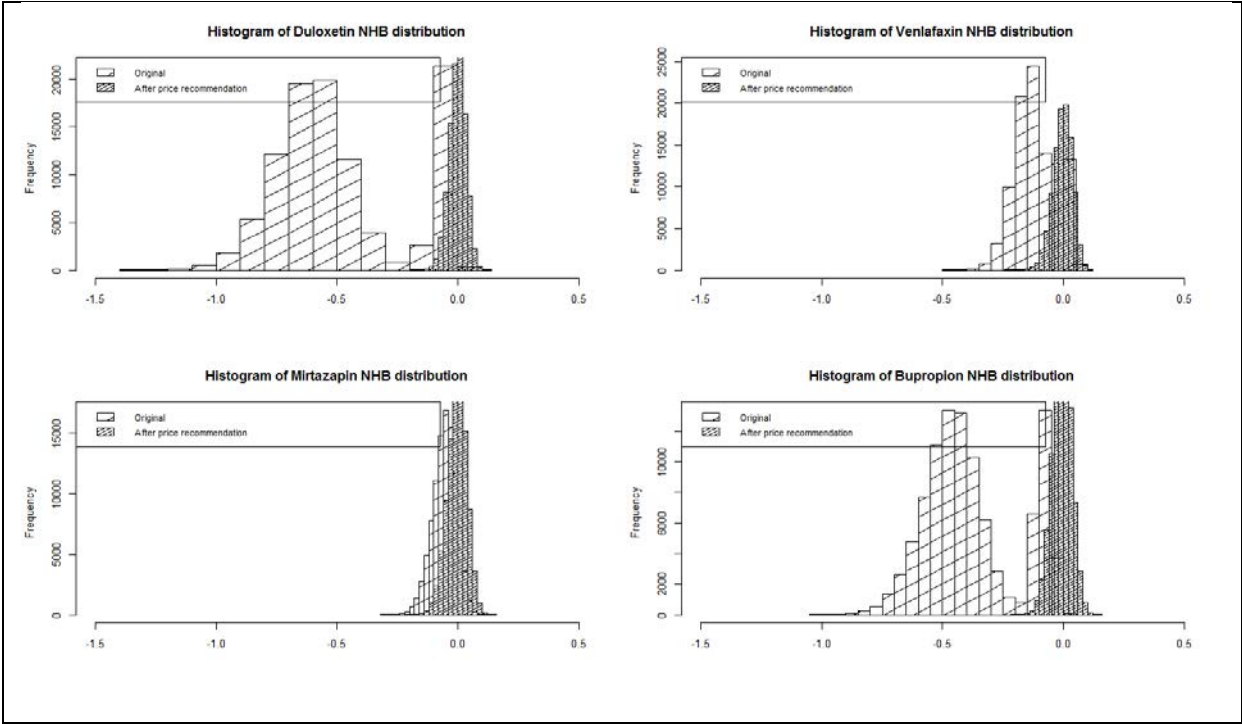 Histogram of Duloxetin NHB distribution
Original
After price recommendation
Frequency
20000
15000
10000
5000
0
-1.5 -1.0 -0.5 0.0 0.5
Histogram of Venlafaxin NHB distribution
Original
After price recommendation
Frequency
25000
20000
15000
10000
5000
0
-1.5 -1.0 -0.5 0.0 0.5
Histogram of Mirtazapin NHB distribution
Original
After price recommendation
Frequency
15000
10000
5000
0
-1.5 -1.0 -0.5 0.0 0.5
Histogram of Bupropion NHB distribution
Original
After price recommendation
Frequency
10000
6000
2000
0
-1.5 -1.0 -0.5 0.0 0.5